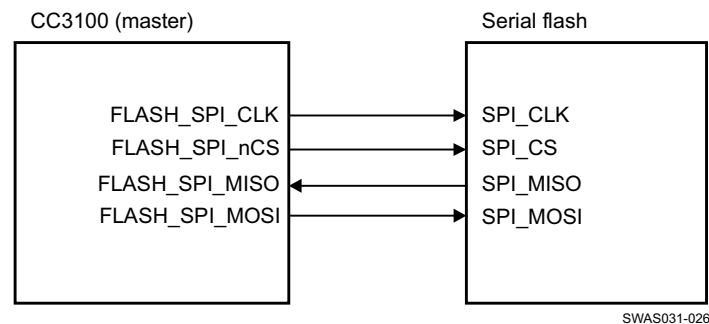 CC3100 (master)
Serial flash
FLASH_SPI_CLK
SPI_CLK
FLASH_SPI_nCS
SPI_CS
FLASH_SPI_MISO
SPI_MISO
FLASH_SPI_MOSI
SPI_MOSI
SWAS031-026